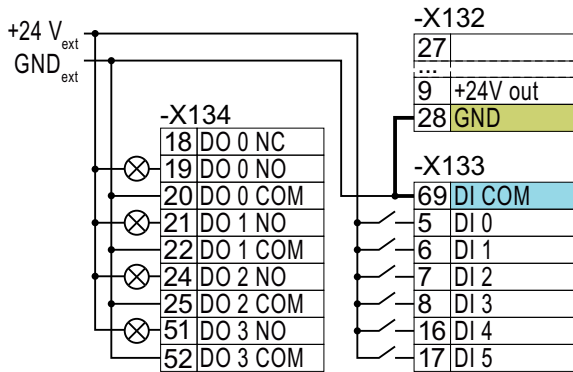 +24 Vext
GNDext
-X132
27
...
9 +24V out
28 GND
-X134
18 DO 0 NC
19 DO 0 NO
20 DO 0 COM
21 DO 1 NO
22 DO 1 COM
24 DO 2 NO
25 DO 2 COM
51 DO 3 NO
52 DO 3 COM
-X133
69 DI COM
5 DI 0
6 DI 1
7 DI 2
8 DI 3
16 DI 4
17 DI 5